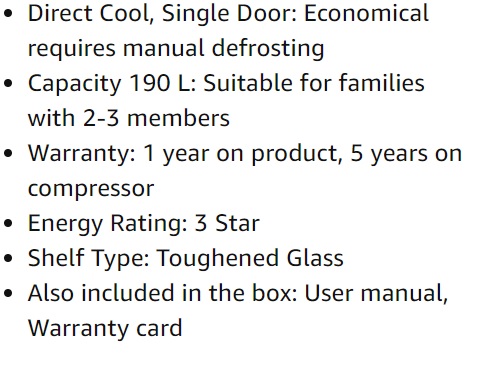 • Direct Cool, Single Door: Economical
requires manual defrosting
• Capacity 190 L: Suitable for families
with 2-3 members
• Warranty: 1 year on product, 5 years on
compressor
• Energy Rating: 3 Star
• Shelf Type: Toughened Glass
• Also included in the box: User manual,
Warranty card